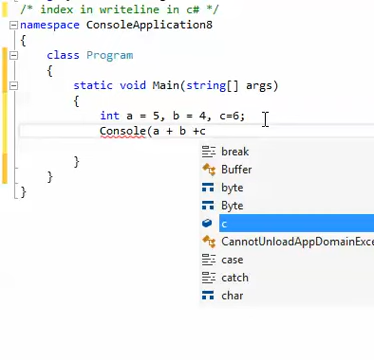 /* index in writeline in c# */
namespace ConsoleApplication8
{
class Program
{
static void Main(string[] args)
{
int a = 5, b = 4, c=6;
Console(a + b +c
break
Buffer
byte
Byte
c
CannotUnloadAppDomainExce
case
catch
char
}
}
}